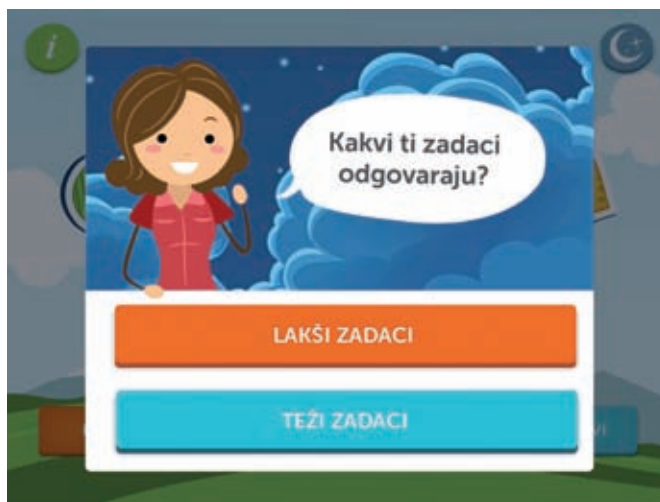 i
Kakvi ti zadaci
odgovaraju?
LAKŠI ZADACI
TEŽI ZADACI